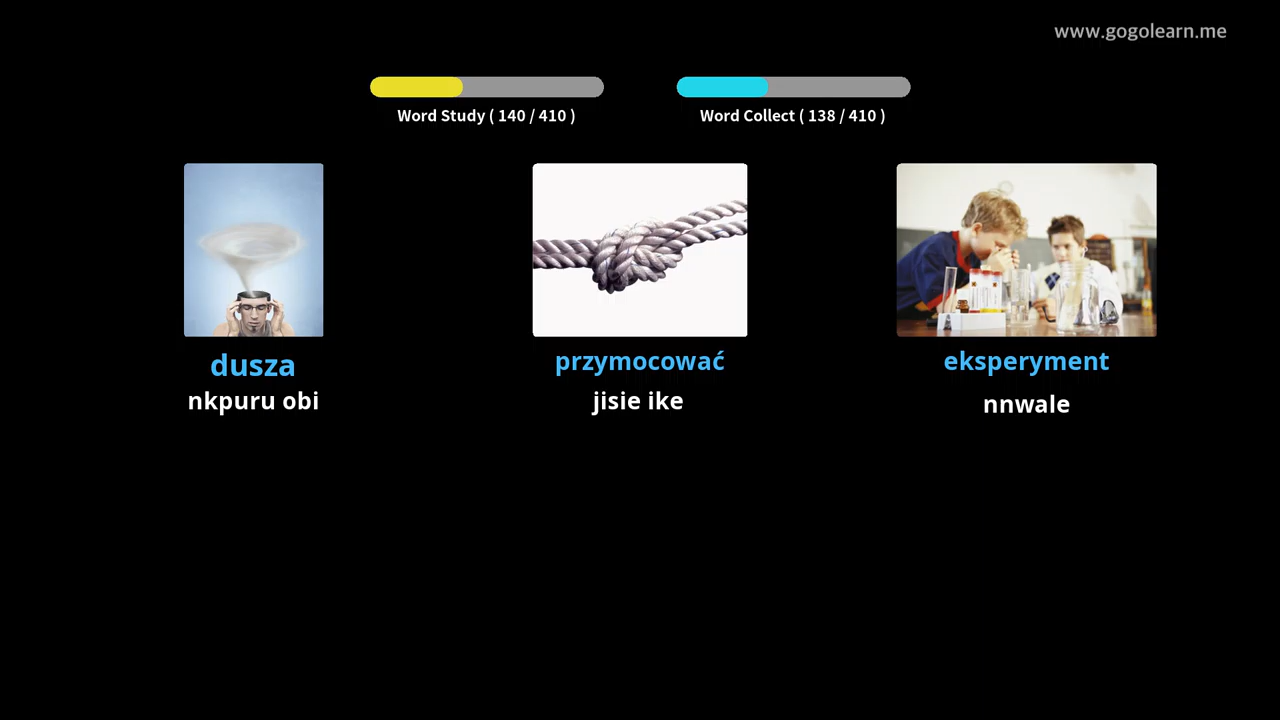 www.gogolearn.me
Word Study ( 140 / 410 )
Word Collect ( 138 / 410 )
dusza
nkpuru obi
przymocować
jisie ike
eksperyment
nnwale